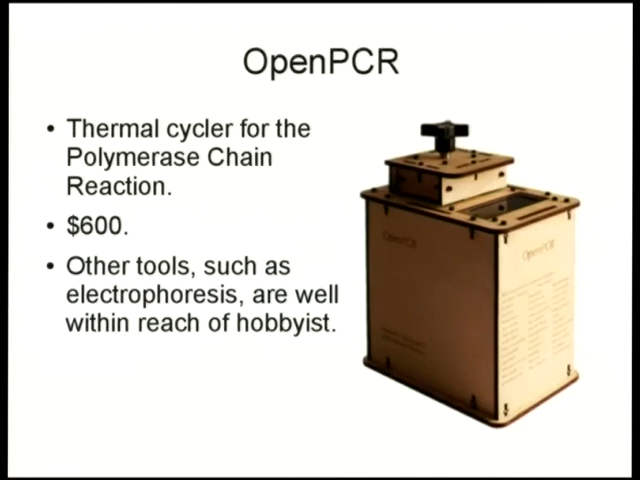 OpenPCR
• Thermal cycler for the
Polymerase Chain
Reaction.
• $600.
• Other tools, such as
electrophoresis, are well
within reach of hobbyist.
OpenPCR
OpenPCR